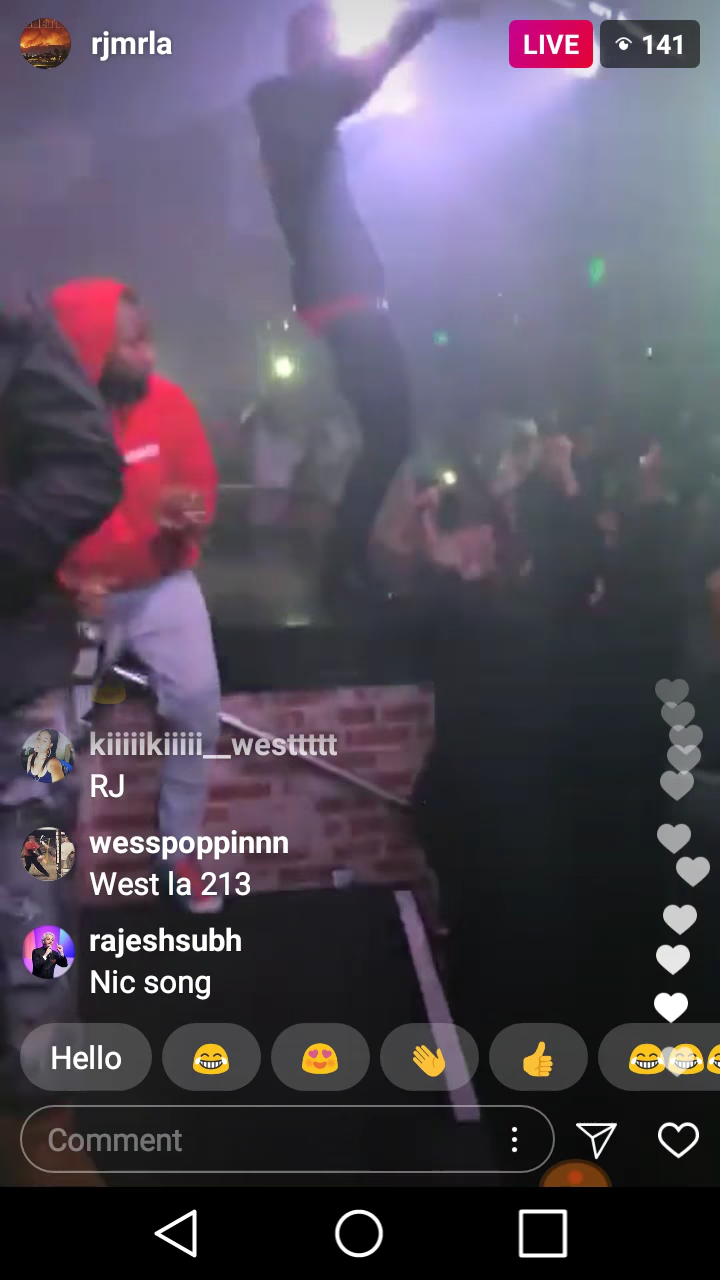 rjmrla
LIVE
141
kiiiiikiiiii__westtttt
RJ
wesspoppinnn
West la 213
rajeshsubh
Nic song
Hello
Comment